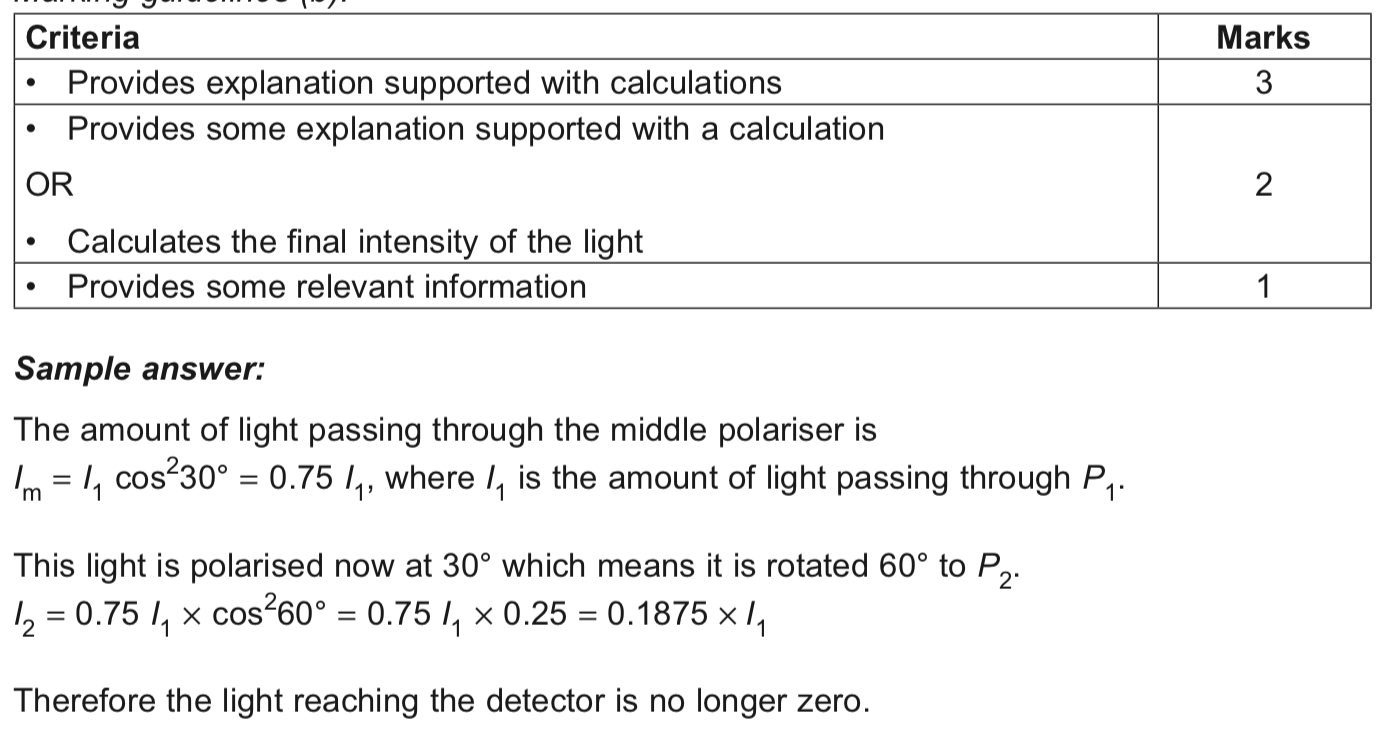 Criteria Marks
• Provides explanation supported with calculations 3
• Provides some explanation supported with a calculation
OR 2
• Calculates the final intensity of the light
• Provides some relevant information 1
Sample answer:
The amount of light passing through the middle polariser is
Iₘ = I₁ cos²30° = 0.75 I₁, where I₁ is the amount of light passing through P₁.
This light is polarised now at 30° which means it is rotated 60° to P₂.
I₂ = 0.75 I₁ × cos²60° = 0.75 I₁ × 0.25 = 0.1875 × I₁
Therefore the light reaching the detector is no longer zero.